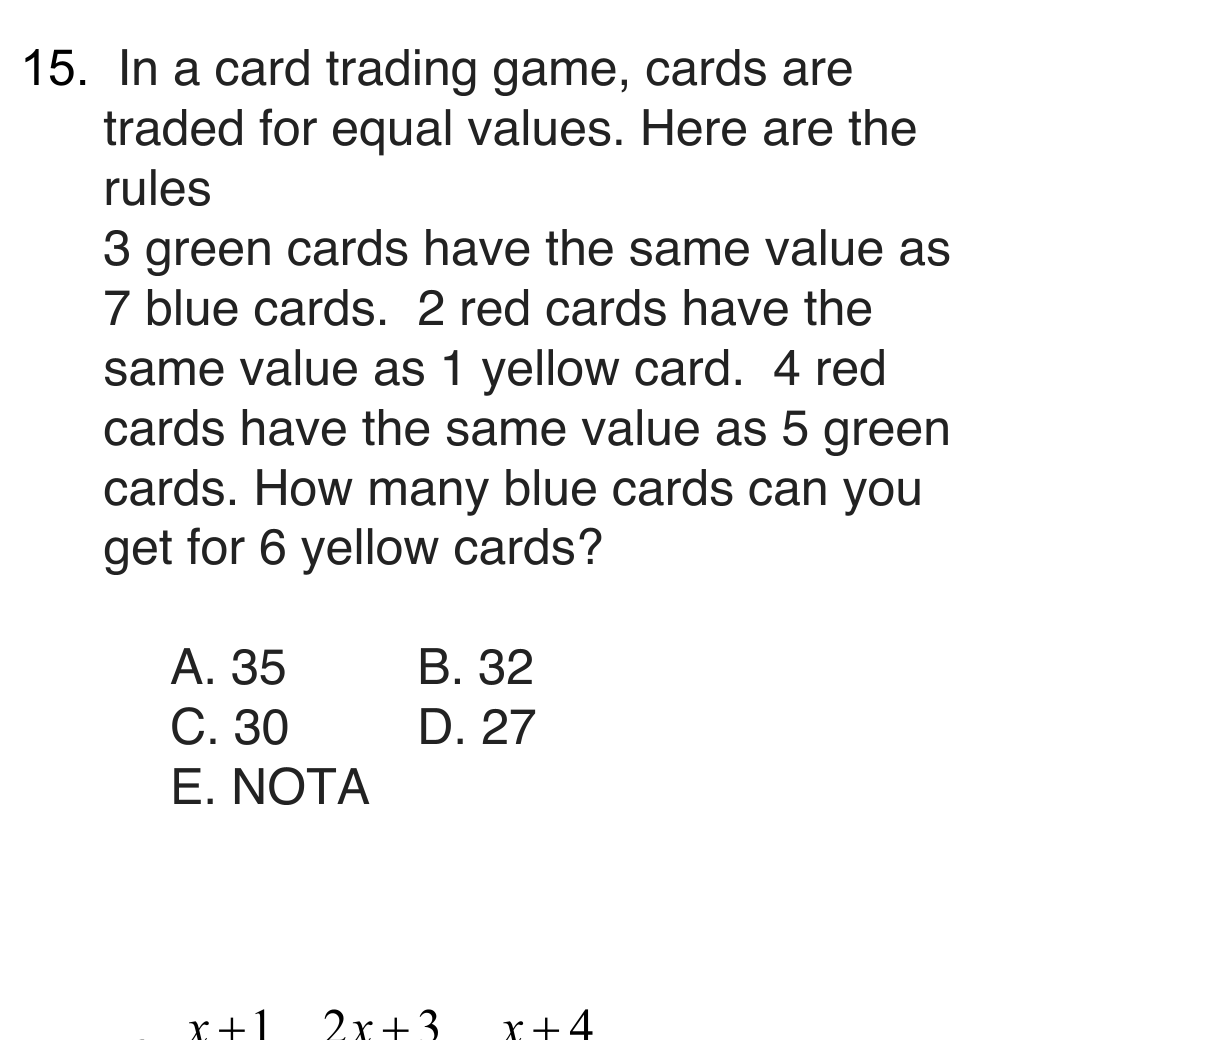 15. In a card trading game, cards are
traded for equal values. Here are the
rules
3 green cards have the same value as
7 blue cards. 2 red cards have the
same value as 1 yellow card. 4 red
cards have the same value as 5 green
cards. How many blue cards can you
get for 6 yellow cards?
A. 35 B. 32
C. 30 D. 27
E. NOTA
x+1 2x+3 x+4